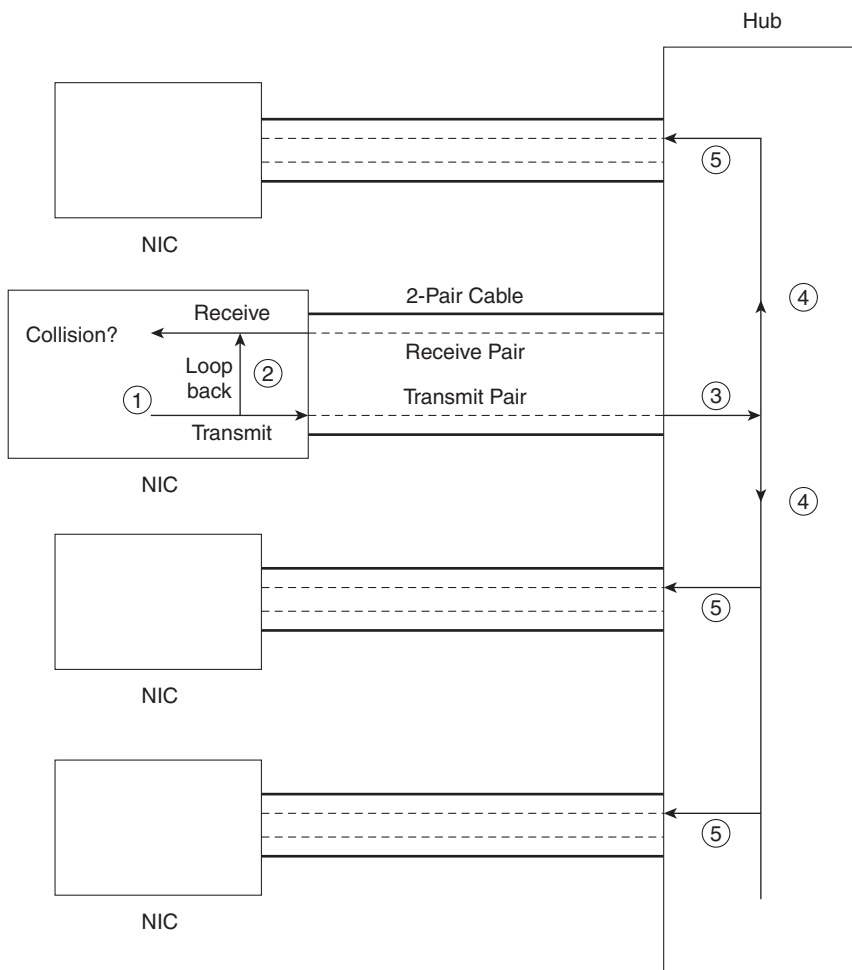 Hub
⑤
NIC
2-Pair Cable
④
Receive
Collision?
Receive Pair
Loop
back
②
①
Transmit Pair
③
Transmit
NIC
④
⑤
NIC
⑤
NIC